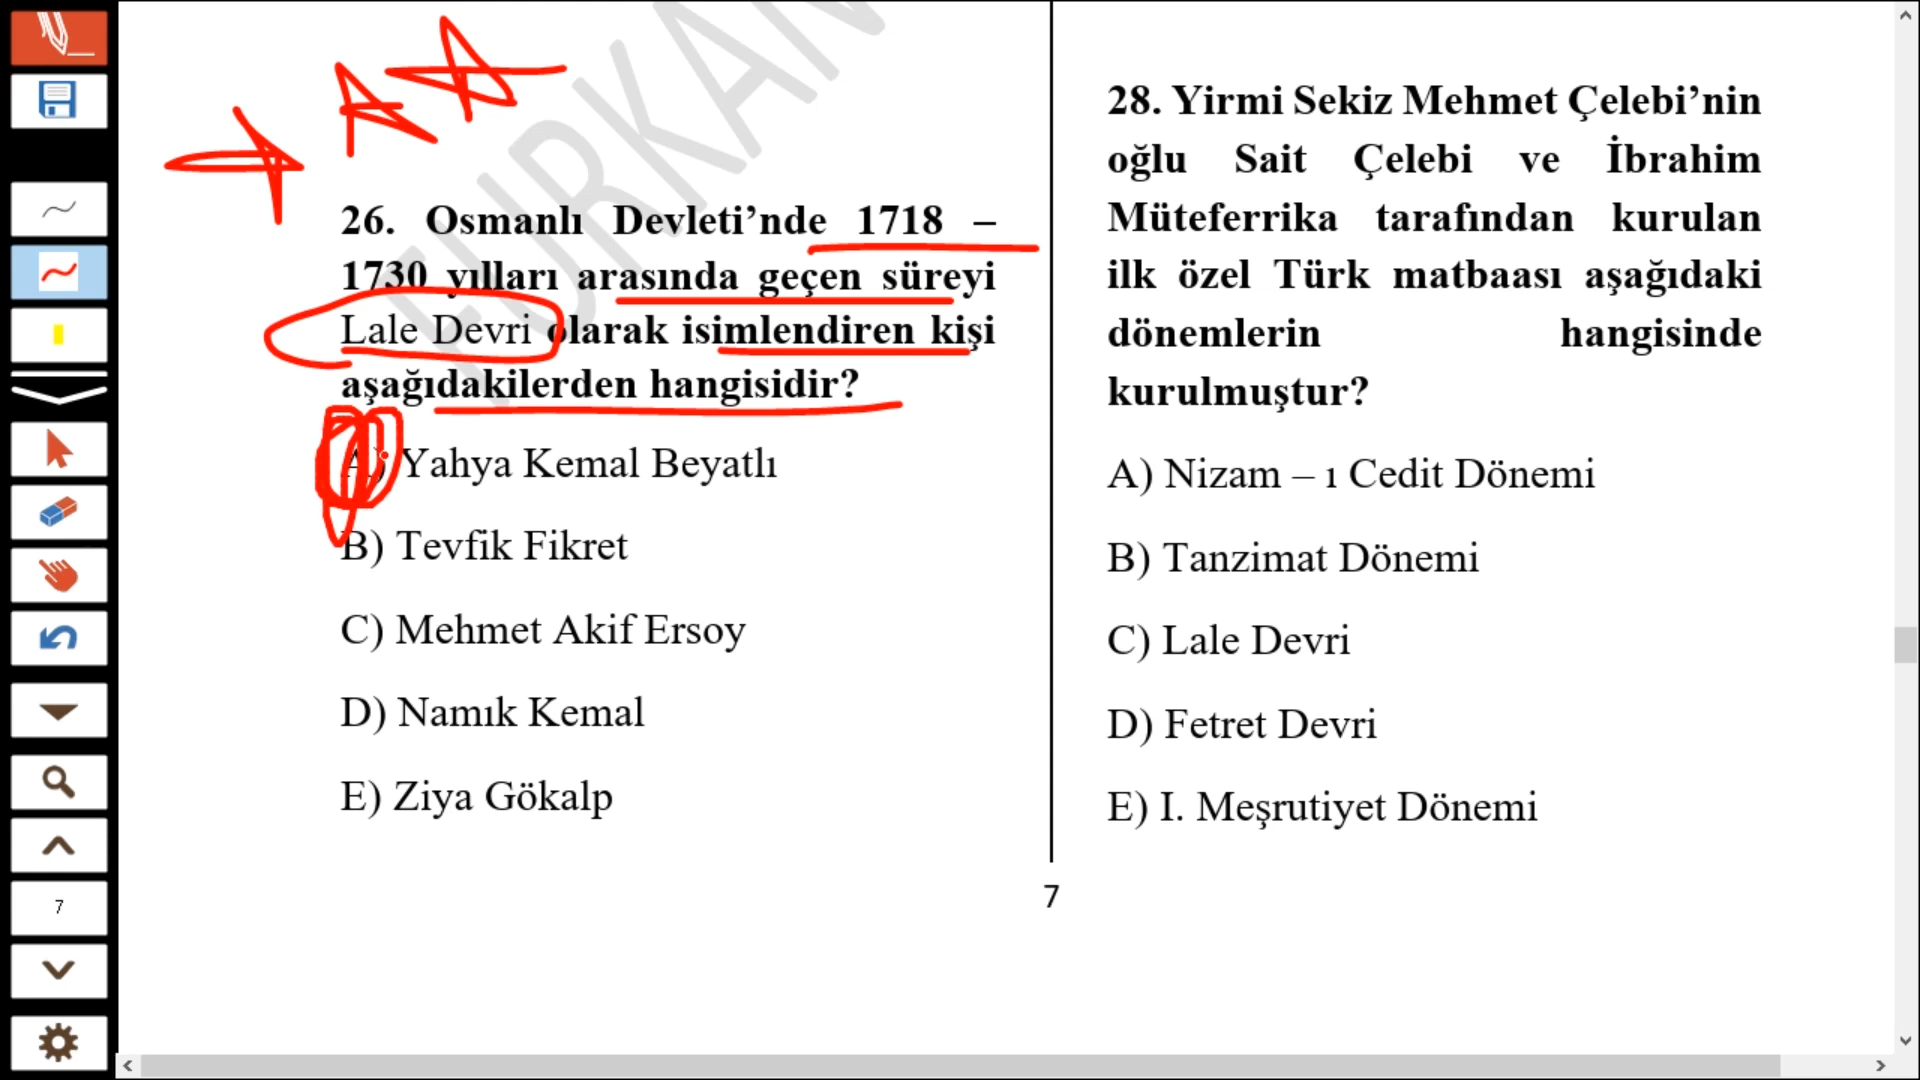 FURKAN
26. Osmanlı Devleti’nde 1718 –
1730 yılları arasında geçen süreyi
Lale Devri olarak isimlendiren kişi
aşağıdakilerden hangisidir?
A) Yahya Kemal Beyatlı
B) Tevfik Fikret
C) Mehmet Akif Ersoy
D) Namık Kemal
E) Ziya Gökalp
28. Yirmi Sekiz Mehmet Çelebi’nin
oğlu Sait Çelebi ve İbrahim
Müteferrika tarafından kurulan
ilk özel Türk matbaası aşağıdaki
dönemlerin hangisinde
kurulmuştur?
A) Nizam – ı Cedit Dönemi
B) Tanzimat Dönemi
C) Lale Devri
D) Fetret Devri
E) I. Meşrutiyet Dönemi
7
7